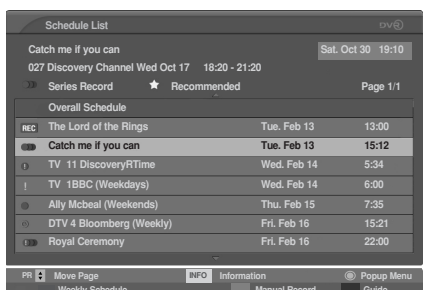 Schedule List DVR
Catch me if you can Sat. Oct 30 19:10
027 Discovery Channel Wed Oct 17 18:20 - 21:20
Series Record Recommended Page 1/1
Overall Schedule
REC The Lord of the Rings Tue. Feb 13 13:00
Catch me if you can Tue. Feb 13 15:12
TV 11 DiscoveryRTime Wed. Feb 14 5:34
! TV 1BBC (Weekdays) Wed. Feb 14 6:00
Ally Mcbeal (Weekends) Thu. Feb 15 7:35
DTV 4 Bloomberg (Weekly) Fri. Feb 16 15:21
Royal Ceremony Fri. Feb 16 22:00
PR Move Page INFO Information Popup Menu
Weekly Schedule Manual Record Guide